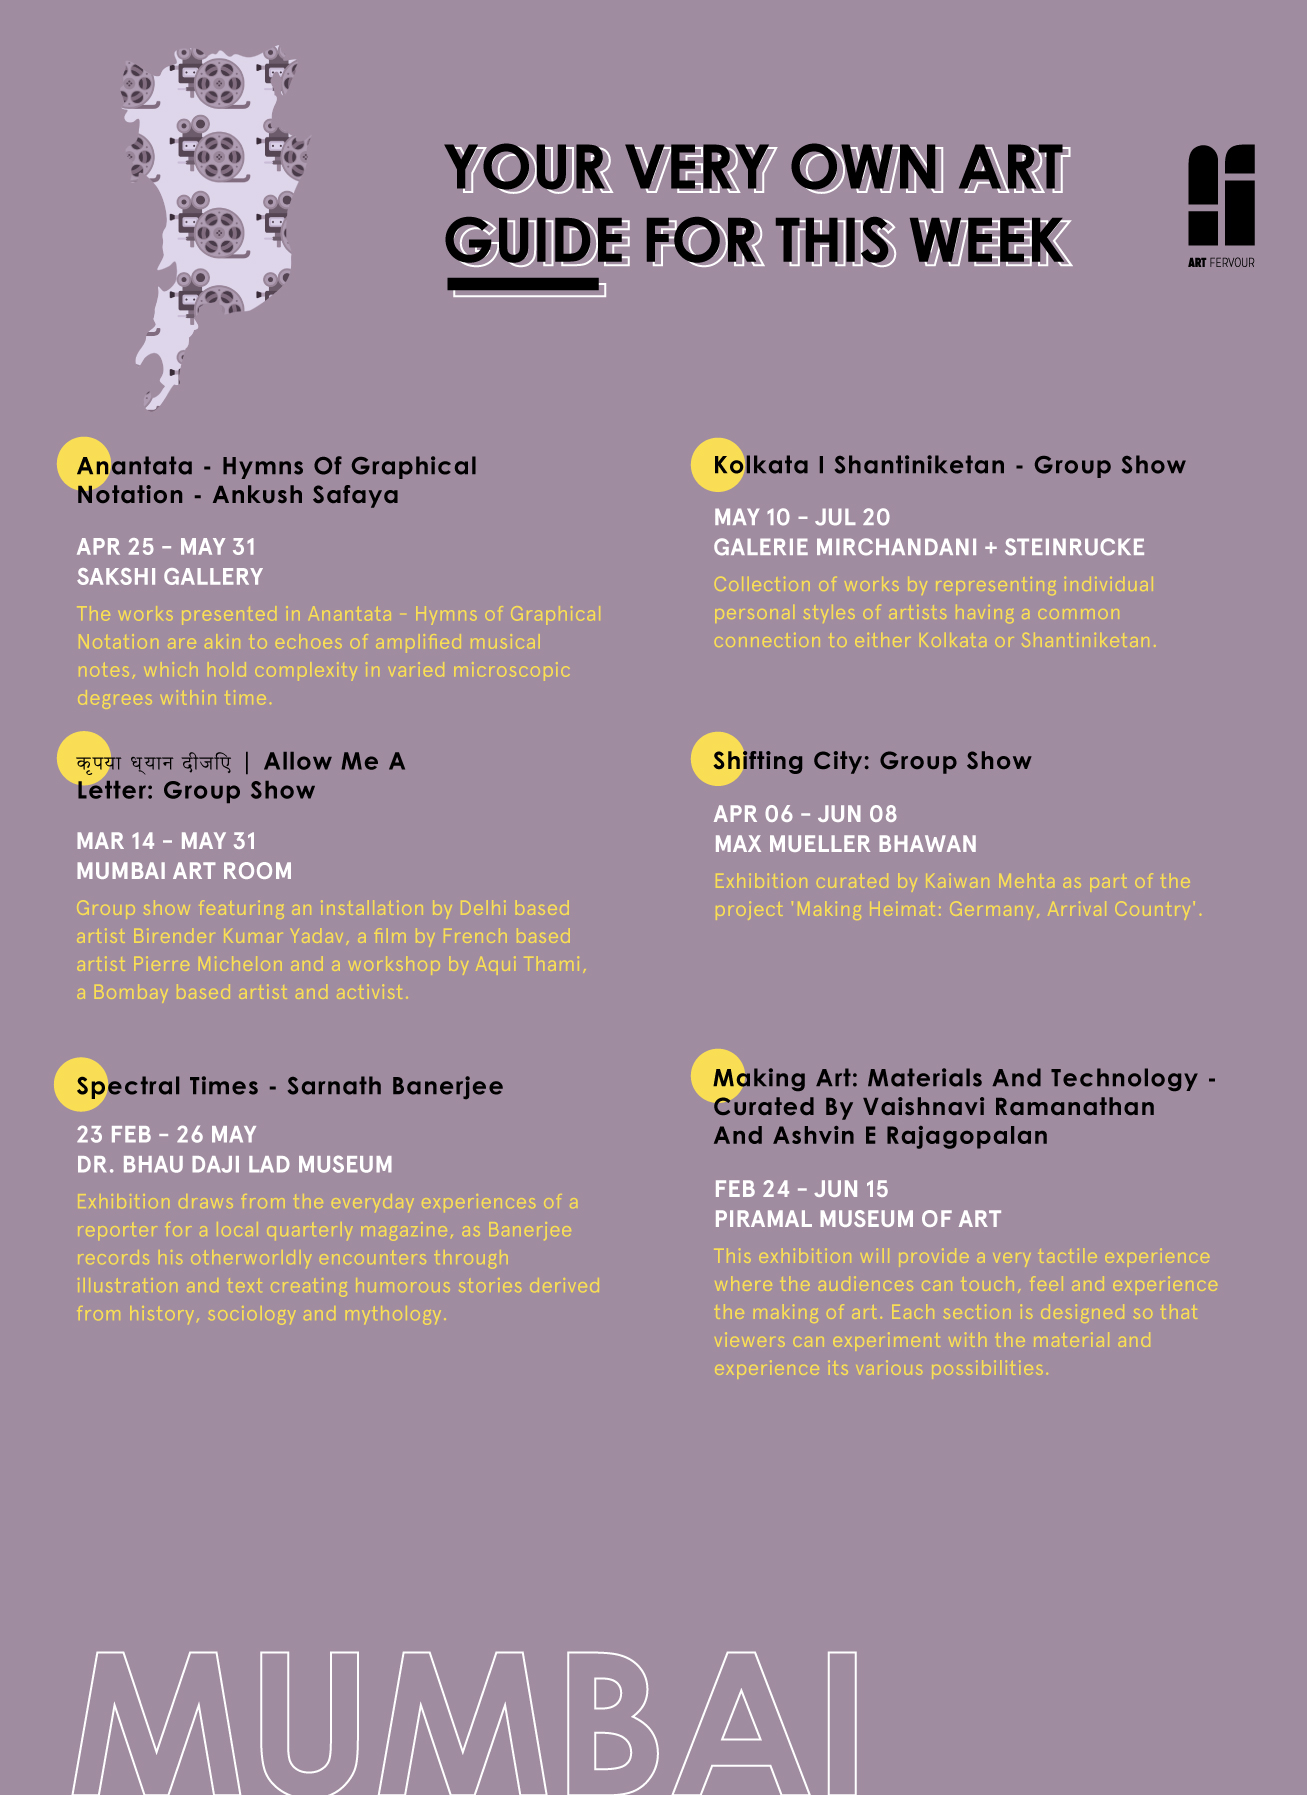 YOUR VERY OWN ART
GUIDE FOR THIS WEEK
ART FERVOUR
Anantata - Hymns Of Graphical
Notation - Ankush Safaya
APR 25 – MAY 31
SAKSHI GALLERY
The works presented in Anantata – Hymns of Graphical
Notation are akin to echoes of amplified musical
notes, which hold complexity in varied microscopic
degrees within time.
कृपया ध्यान दीजिए | Allow Me A
Letter: Group Show
MAR 14 – MAY 31
MUMBAI ART ROOM
Group show featuring an installation by Delhi based
artist Birender Kumar Yadav, a film by French based
artist Pierre Michelon and a workshop by Aqui Thami,
a Bombay based artist and activist.
Spectral Times - Sarnath Banerjee
23 FEB – 26 MAY
DR. BHAU DAJI LAD MUSEUM
Exhibition draws from the everyday experiences of a
reporter for a local quarterly magazine, as Banerjee
records his otherworldly encounters through
illustration and text creating humorous stories derived
from history, sociology and mythology.
Kolkata I Shantiniketan - Group Show
MAY 10 – JUL 20
GALERIE MIRCHANDANI + STEINRUCKE
Collection of works by representing individual
personal styles of artists having a common
connection to either Kolkata or Shantiniketan.
Shifting City: Group Show
APR 06 – JUN 08
MAX MUELLER BHAWAN
Exhibition curated by Kaiwan Mehta as part of the
project 'Making Heimat: Germany, Arrival Country'.
Making Art: Materials And Technology -
Curated By Vaishnavi Ramanathan
And Ashvin E Rajagopalan
FEB 24 – JUN 15
PIRAMAL MUSEUM OF ART
This exhibition will provide a very tactile experience
where the audiences can touch, feel and experience
the making of art. Each section is designed so that
viewers can experiment with the material and
experience its various possibilities.
MUMBAI